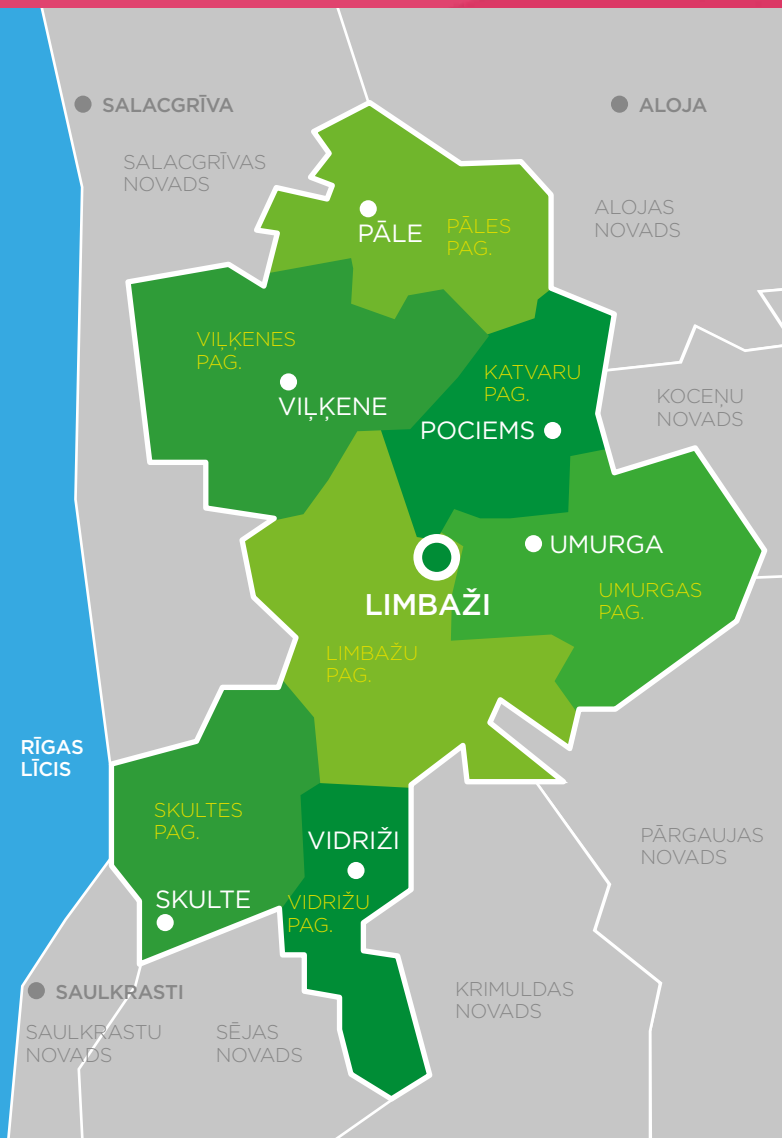 SALACGRĪVA
ALOJA
SALACGRĪVAS
NOVADS
ALOJAS
NOVADS
PĀLE
PĀLES
PAG.
VIĻĶENES
PAG.
VIĻĶENE
KATVARU
PAG.
POCIEMS
KOCEŅU
NOVADS
UMURGA
UMURGAS
PAG.
LIMBAŽI
LIMBAŽU
PAG.
RĪGAS
LĪCIS
SKULTES
PAG.
SKULTE
VIDRIŽI
VIDRIŽU
PAG.
PĀRGAUJAS
NOVADS
SAULKRASTI
SAULKRASTU
NOVADS
SĒJAS
NOVADS
KRIMULDAS
NOVADS